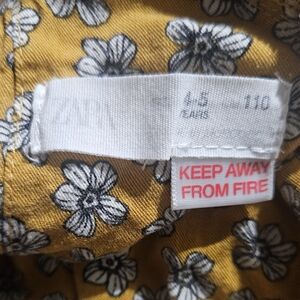 ZARA
4-5
YEARS
110
KEEP AWAY
FROM FIRE